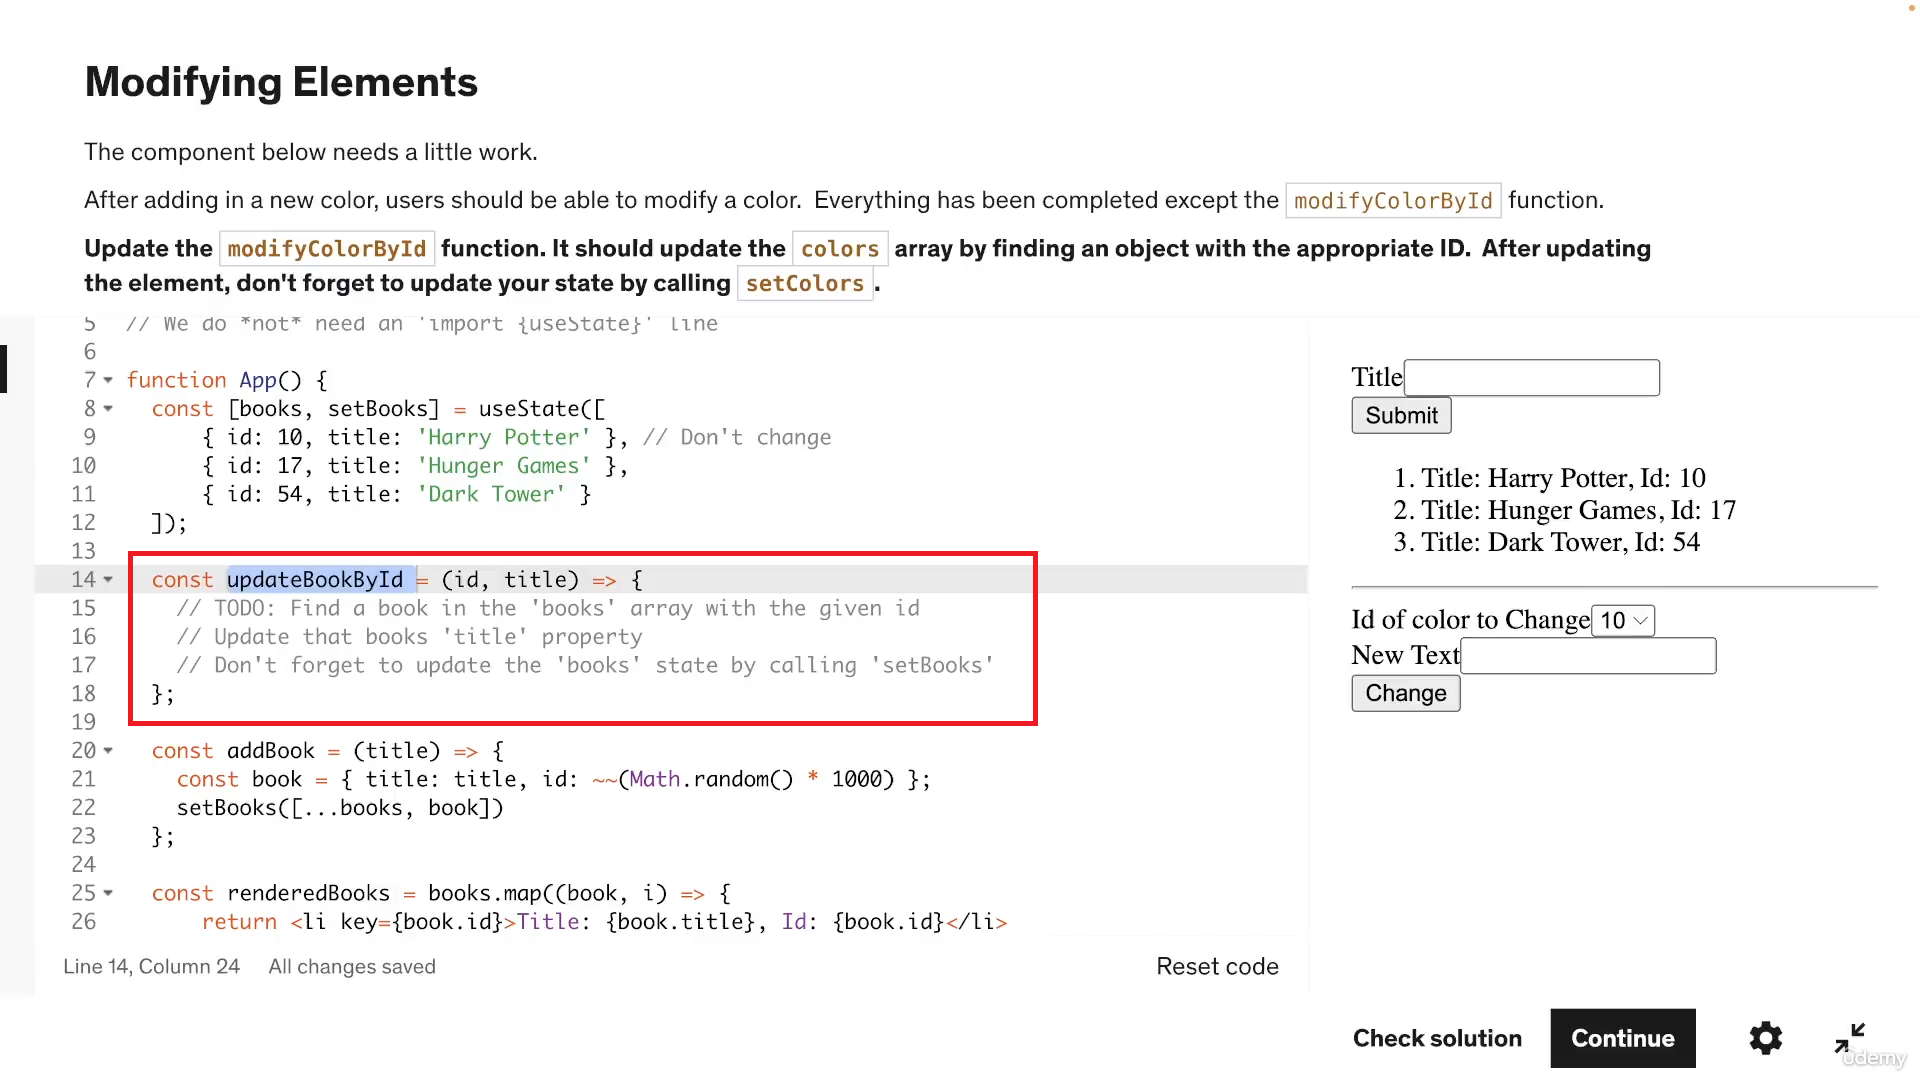 Modifying Elements
The component below needs a little work.
After adding in a new color, users should be able to modify a color. Everything has been completed except the modifyColorById function.
Update the modifyColorById function. It should update the colors array by finding an object with the appropriate ID. After updating
the element, don't forget to update your state by calling setColors.
5 // We do *not* need an 'import {useState}' line
6
7 function App() {
8 const [books, setBooks] = useState([
9 { id: 10, title: 'Harry Potter' }, // Don't change
10 { id: 17, title: 'Hunger Games' },
11 { id: 54, title: 'Dark Tower' }
12 ]);
13
14 const updateBookById = (id, title) => {
15 // TODO: Find a book in the 'books' array with the given id
16 // Update that books 'title' property
17 // Don't forget to update the 'books' state by calling 'setBooks'
18 };
19
20 const addBook = (title) => {
21 const book = { title: title, id: ~~(Math.random() * 1000) };
22 setBooks([...books, book])
23 };
24
25 const renderedBooks = books.map((book, i) => {
26 return <li key={book.id}>Title: {book.title}, Id: {book.id}</li>
Line 14, Column 24 All changes saved
Reset code
Title
Submit
1. Title: Harry Potter, Id: 10
2. Title: Hunger Games, Id: 17
3. Title: Dark Tower, Id: 54
Id of color to Change 10
New Text
Change
Check solution
Continue
udemy